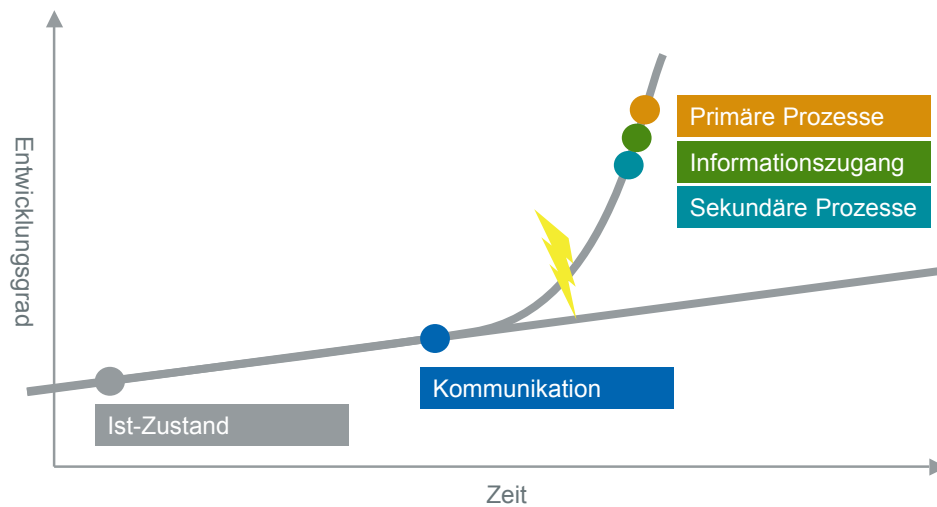 Entwicklungsgrad
Primäre Prozesse
Informationszugang
Sekundäre Prozesse
Kommunikation
Ist-Zustand
Zeit